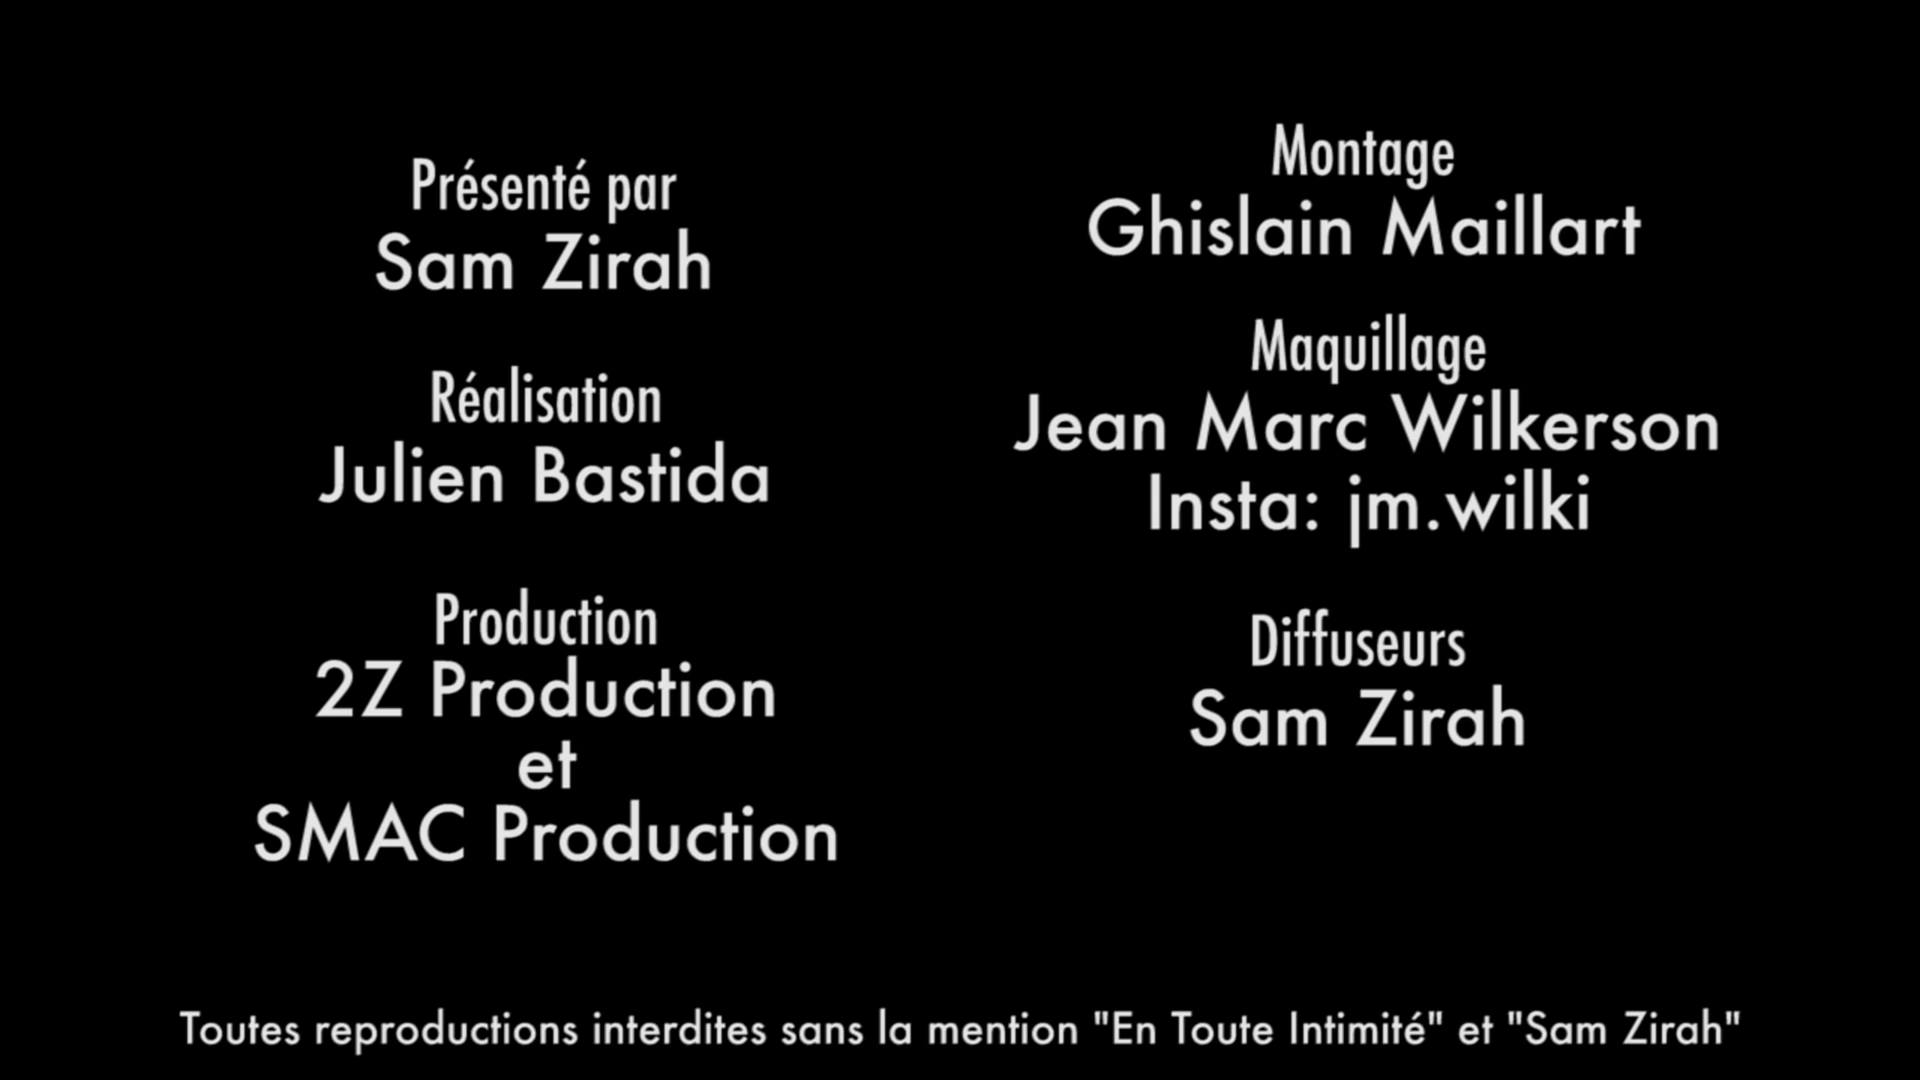 Présenté par
Sam Zirah
Réalisation
Julien Bastida
Production
2Z Production
et
SMAC Production
Montage
Ghislain Maillart
Maquillage
Jean Marc Wilkerson
Insta: jm.wilki
Diffuseurs
Sam Zirah
Toutes reproductions interdites sans la mention "En Toute Intimité" et "Sam Zirah"